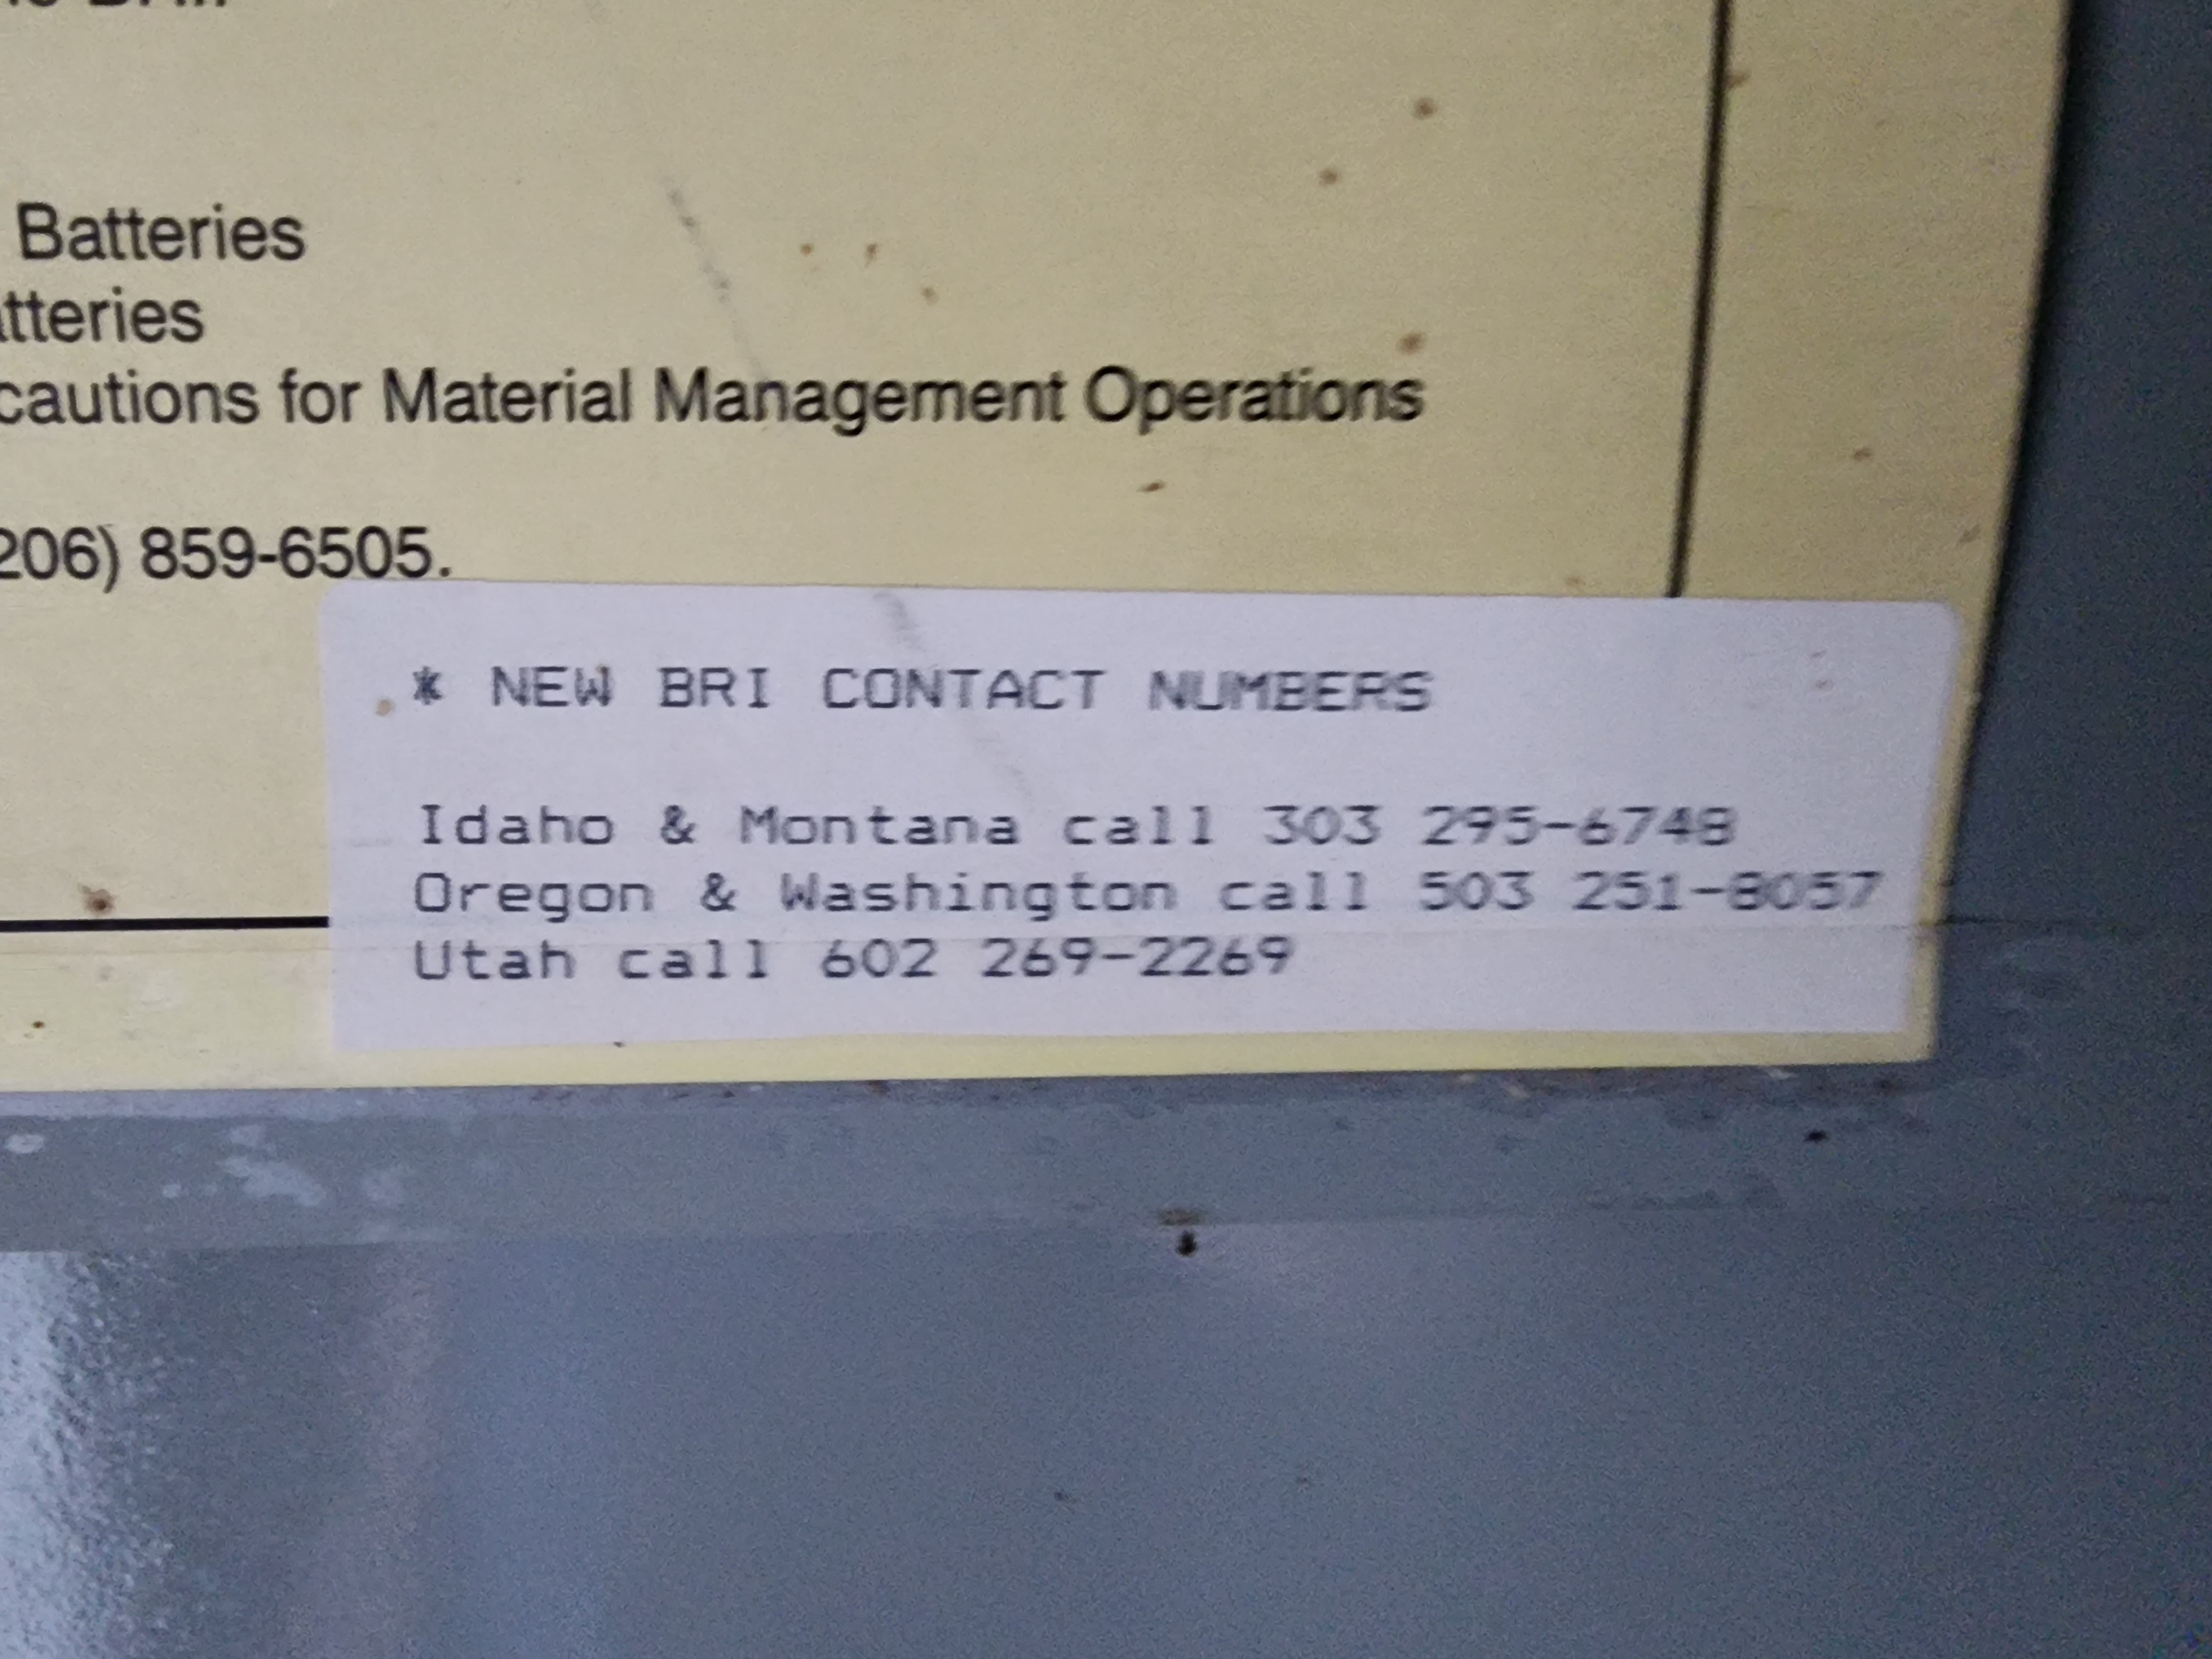 Batteries
tteries
cautions for Material Management Operations
206) 859-6505.
* NEW BRI CONTACT NUMBERS
Idaho & Montana call 303 295-6748
Oregon & Washington call 503 251-8057
Utah call 602 269-2269